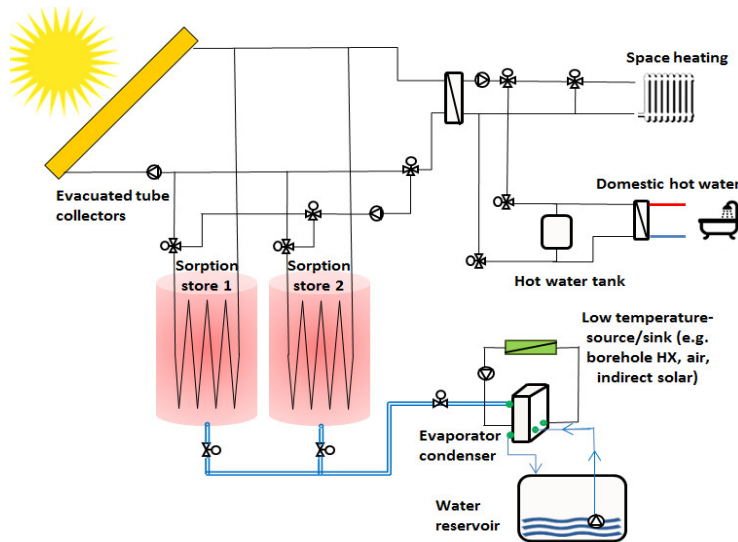 Space heating
Evacuated tube
collectors
Domestic hot water
Sorption
store 1
Sorption
store 2
Hot water tank
Low temperature-
source/sink (e.g.
borehole HX, air,
indirect solar)
Evaporator
condenser
Water
reservoir